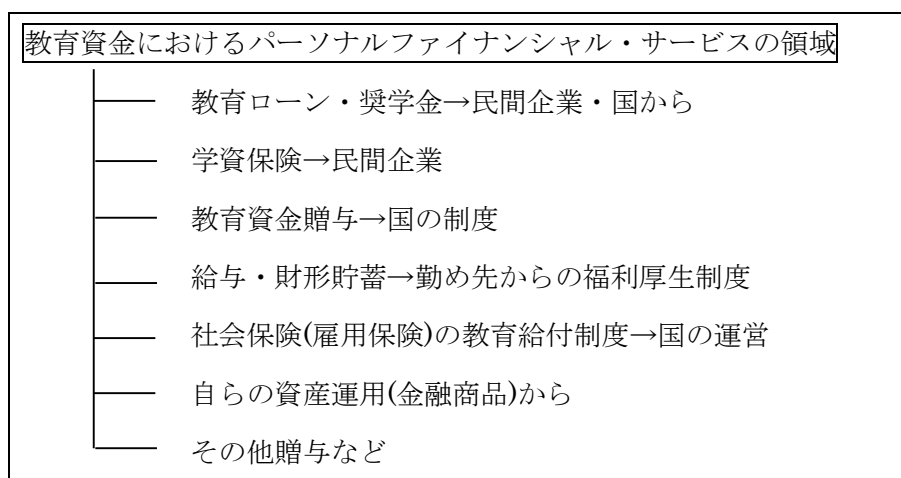 教育資金におけるパーソナルファイナンシャル・サービスの領域
教育ローン・奨学金→民間企業・国から
学資保険→民間企業
教育資金贈与→国の制度
給与・財形貯蓄→勤め先からの福利厚生制度
社会保険(雇用保険)の教育給付制度→国の運営
自らの資産運用(金融商品)から
その他贈与など